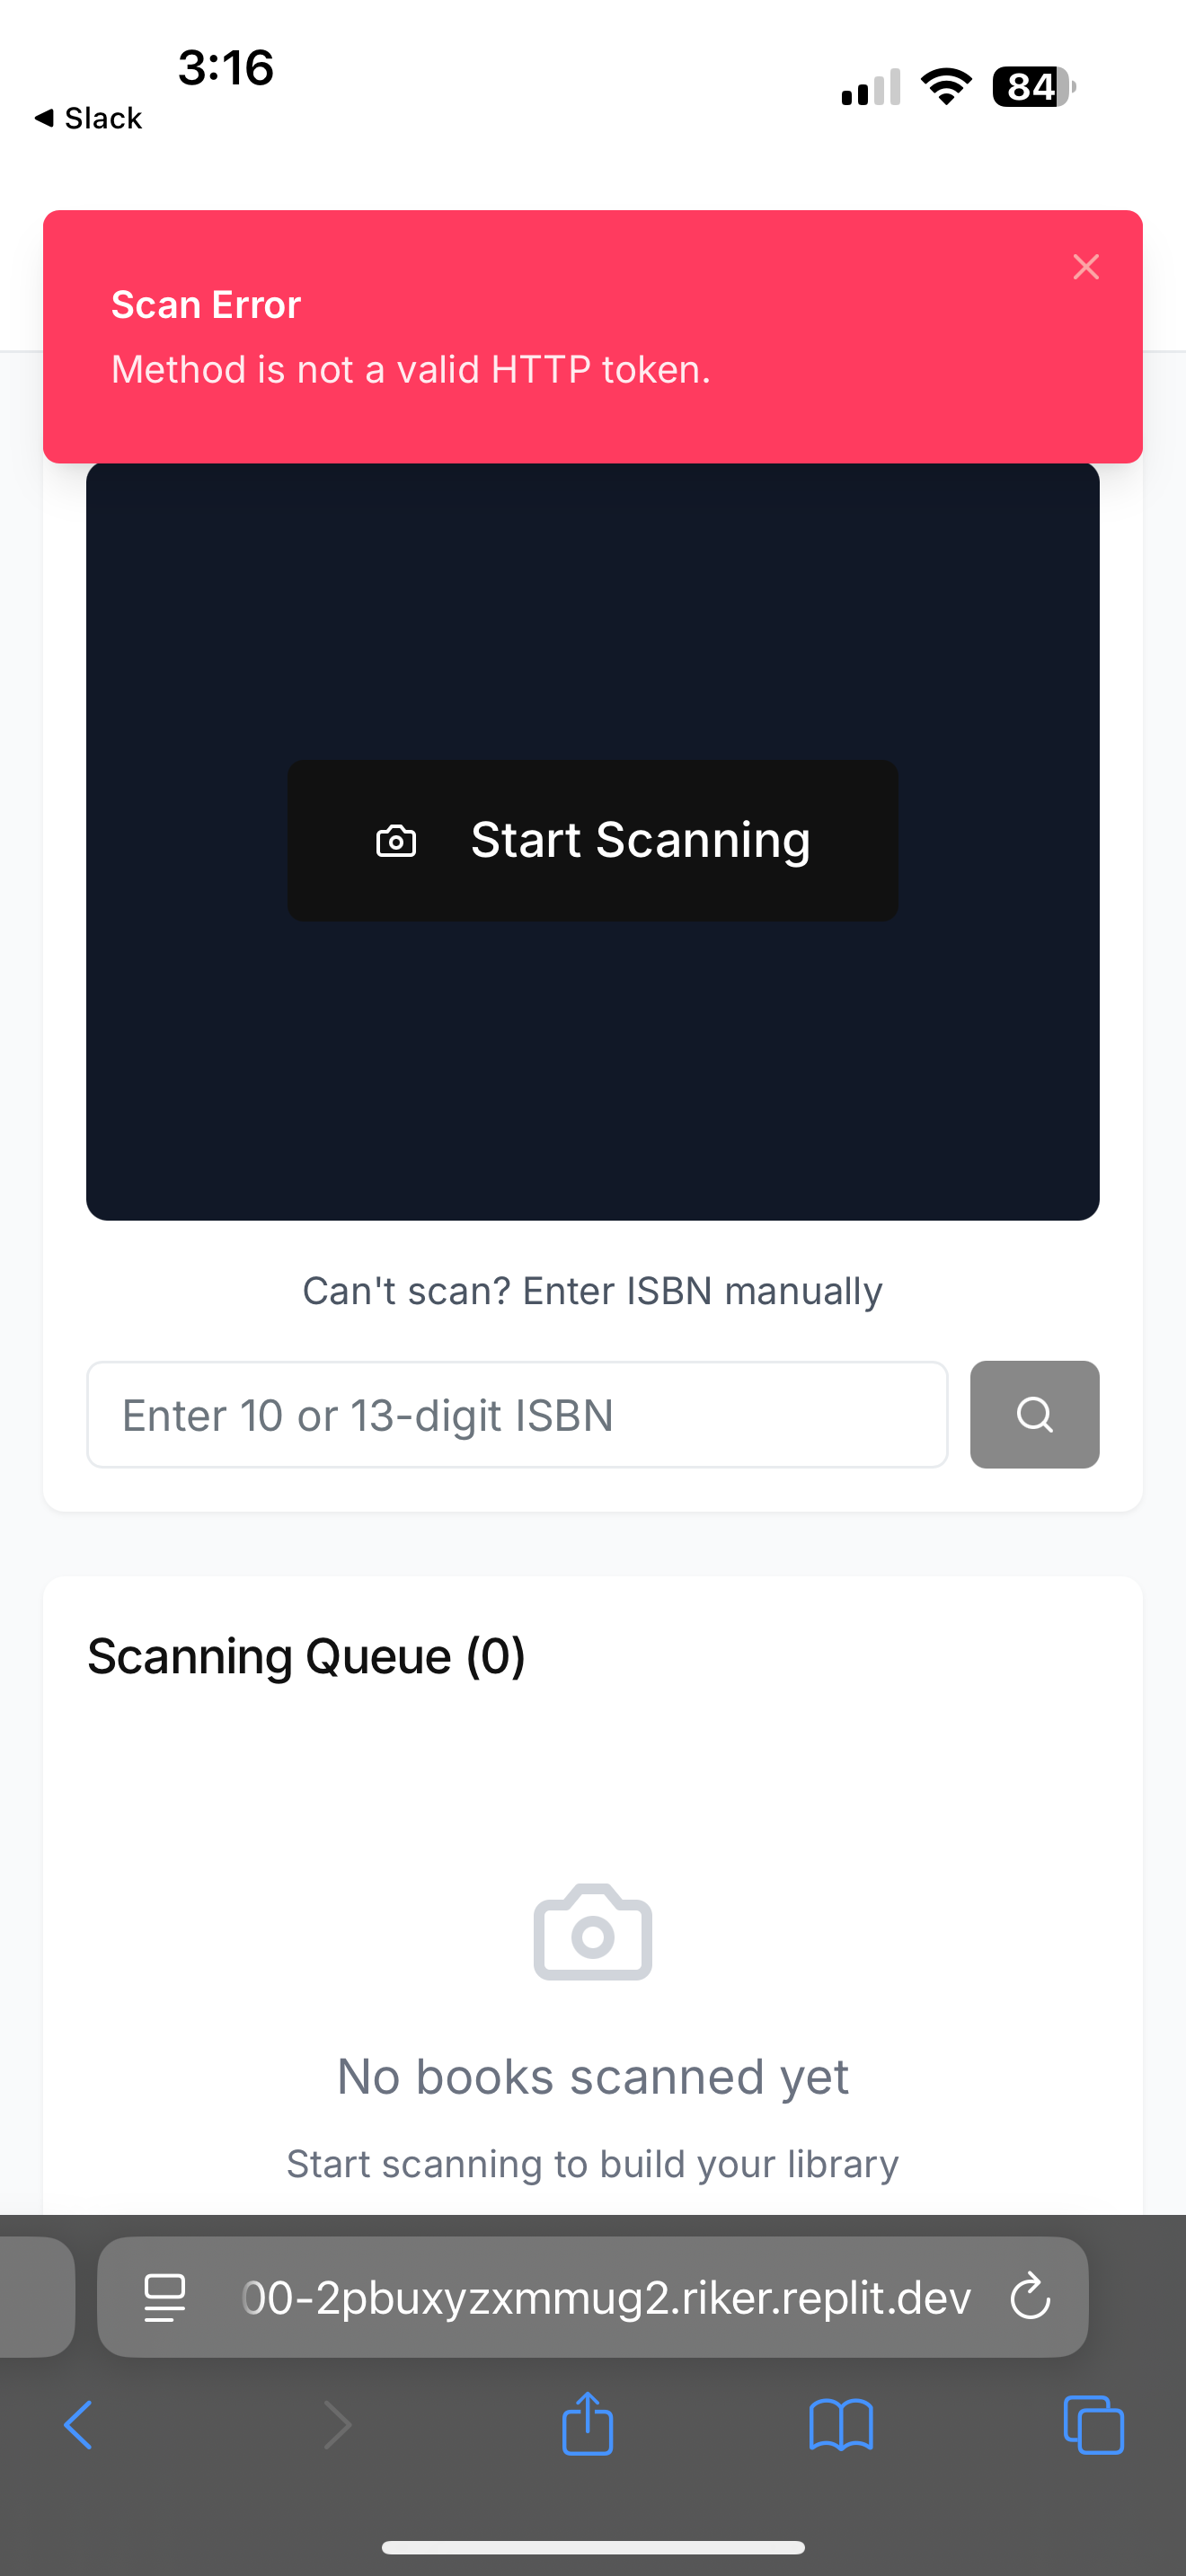 3:16
84
◀ Slack
Scan Error
Method is not a valid HTTP token.
Start Scanning
Can't scan? Enter ISBN manually
Enter 10 or 13-digit ISBN
Scanning Queue (0)
No books scanned yet
Start scanning to build your library
00-2pbuxyzxmmug2.riker.replit.dev